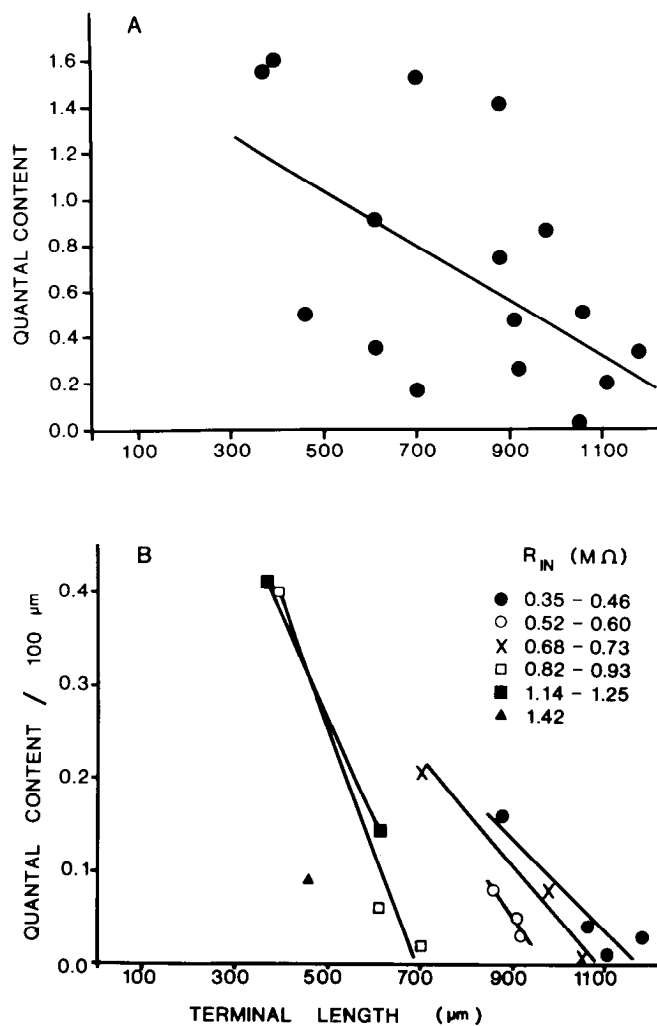 A
QUANTAL CONTENT
1.6
1.4
1.2
1.0
0.8
0.6
0.4
0.2
0.0
100 300 500 700 900 1100
B
QUANTAL CONTENT / 100 µm
0.4
0.3
0.2
0.1
0.0
R IN (MΩ)
0.35 - 0.46
0.52 - 0.60
0.68 - 0.73
0.82 - 0.93
1.14 - 1.25
1.42
100 300 500 700 900 1100
TERMINAL LENGTH (µm)